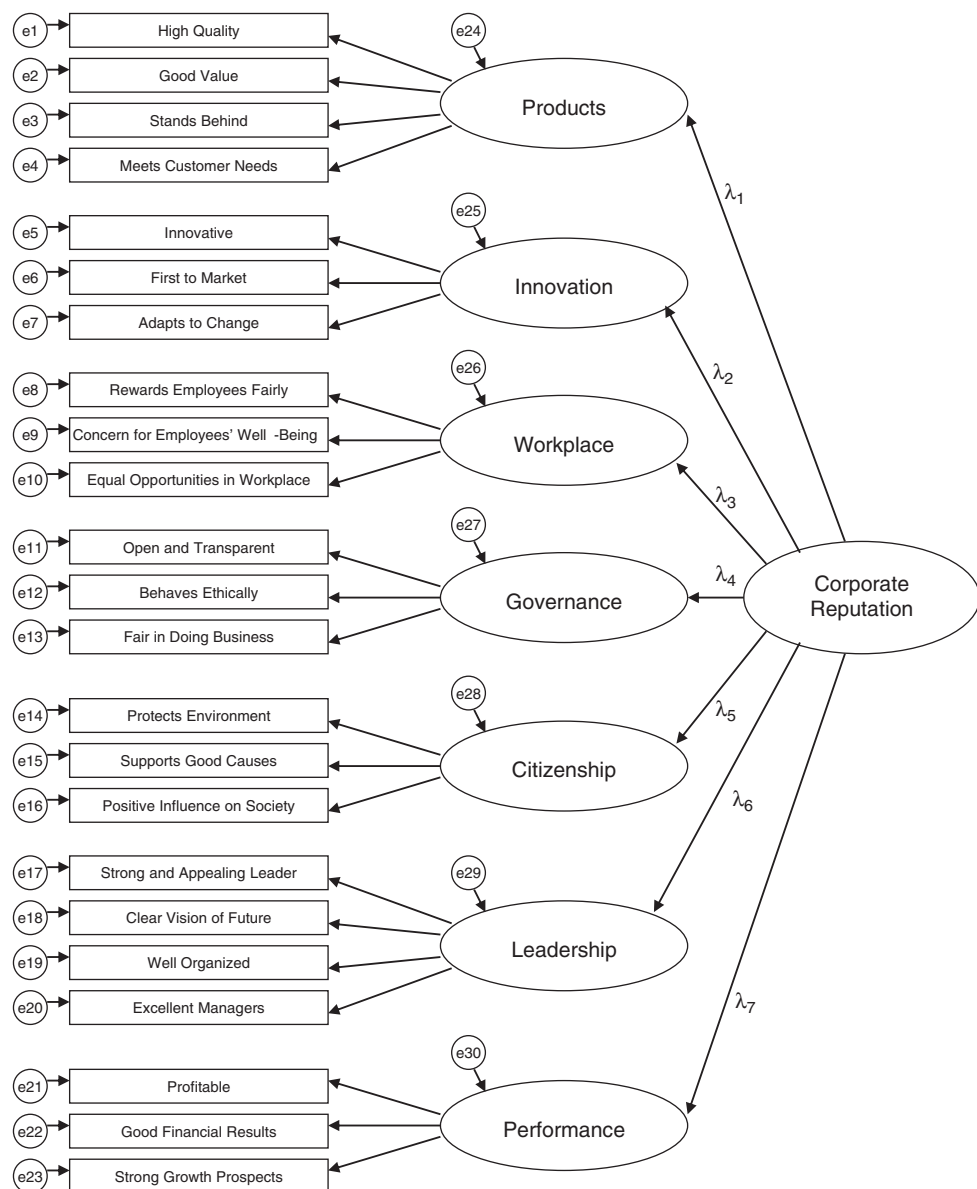 e1
High Quality
e24
e2
Good Value
Products
e3
Stands Behind
e4
Meets Customer Needs
λ1
e5
Innovative
e25
e6
First to Market
Innovation
e7
Adapts to Change
λ2
e8
Rewards Employees Fairly
e26
e9
Concern for Employees' Well -Being
Workplace
e10
Equal Opportunities in Workplace
λ3
e11
Open and Transparent
e27
e12
Behaves Ethically
Governance
e13
Fair in Doing Business
λ4
Corporate
Reputation
e14
Protects Environment
e28
e15
Supports Good Causes
Citizenship
e16
Positive Influence on Society
λ5
e17
Strong and Appealing Leader
e29
e18
Clear Vision of Future
Leadership
e19
Well Organized
e20
Excellent Managers
λ6
e21
Profitable
e30
e22
Good Financial Results
Performance
e23
Strong Growth Prospects
λ7